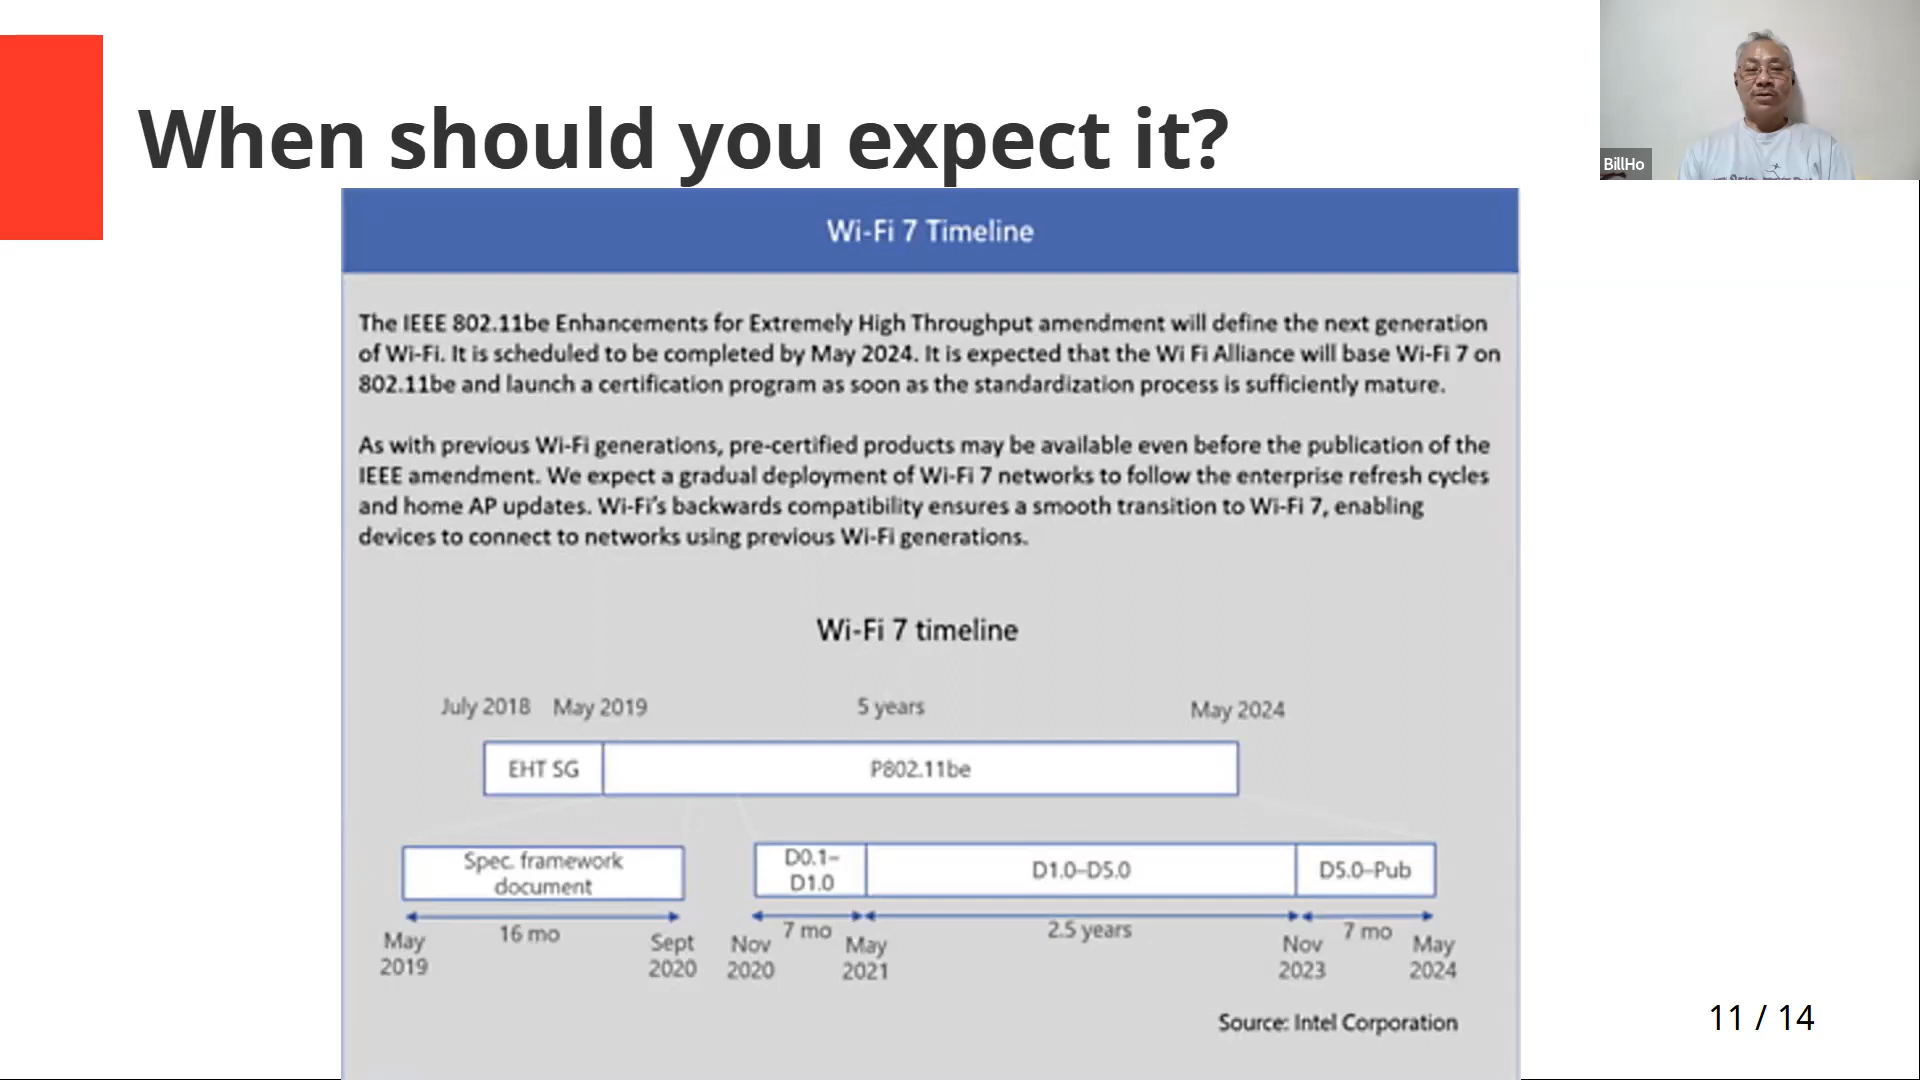 When should you expect it?
BillHo
Wi-Fi 7 Timeline
The IEEE 802.11be Enhancements for Extremely High Throughput amendment will define the next generation
of Wi-Fi. It is scheduled to be completed by May 2024. It is expected that the Wi Fi Alliance will base Wi-Fi 7 on
802.11be and launch a certification program as soon as the standardization process is sufficiently mature.
As with previous Wi-Fi generations, pre-certified products may be available even before the publication of the
IEEE amendment. We expect a gradual deployment of Wi-Fi 7 networks to follow the enterprise refresh cycles
and home AP updates. Wi-Fi's backwards compatibility ensures a smooth transition to Wi-Fi 7, enabling
devices to connect to networks using previous Wi-Fi generations.
Wi-Fi 7 timeline
July 2018 May 2019 5 years May 2024
EHT SG P802.11be
Spec. framework
document
D0.1–
D1.0
D1.0–D5.0
D5.0–Pub
16 mo
7 mo
2.5 years
7 mo
May
2019
Sept
2020
Nov
2020
May
2021
Nov
2023
May
2024
Source: Intel Corporation
11 / 14